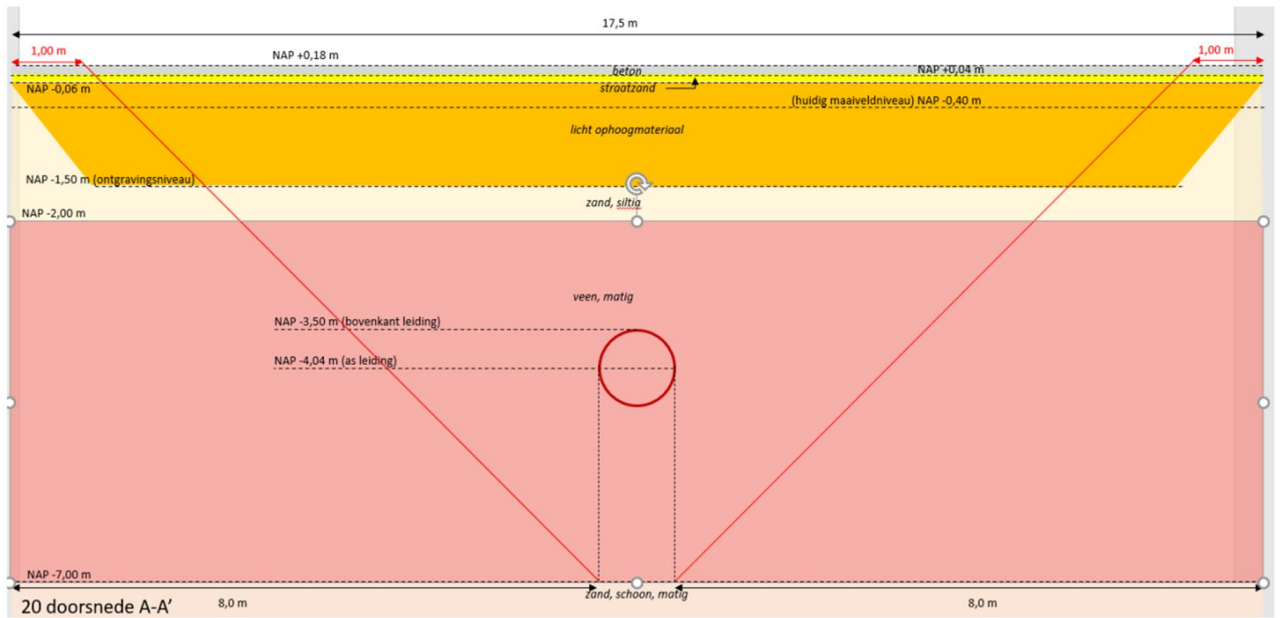 17,5 m
1,00 m
1,00 m
NAP +0,18 m
beton
NAP +0,04 m
NAP -0,06 m
straatzand
(huidig maaiveldniveau) NAP -0,40 m
licht ophoogmateriaal
NAP -1,50 m (ontgravingsniveau)
zand, siltig
NAP -2,00 m
veen, matig
NAP -3,50 m (bovenkant leiding)
NAP -4,04 m (as leiding)
NAP -7,00 m
zand, schoon, matig
20 doorsnede A-A’
8,0 m
8,0 m